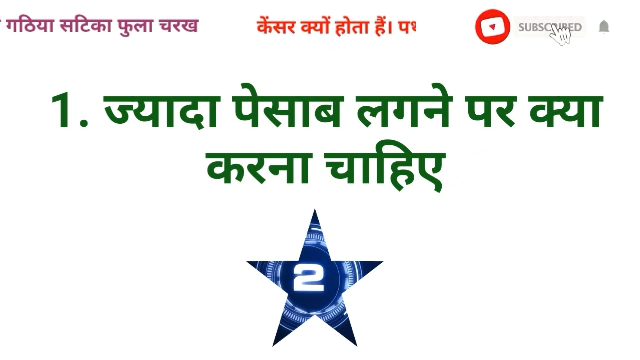 गठिया सटिका फुला चरख
केंसर क्यों होता हैं।
SUBSCRIBED
1. ज्यादा पेसाब लगने पर क्या
करना चाहिए
2